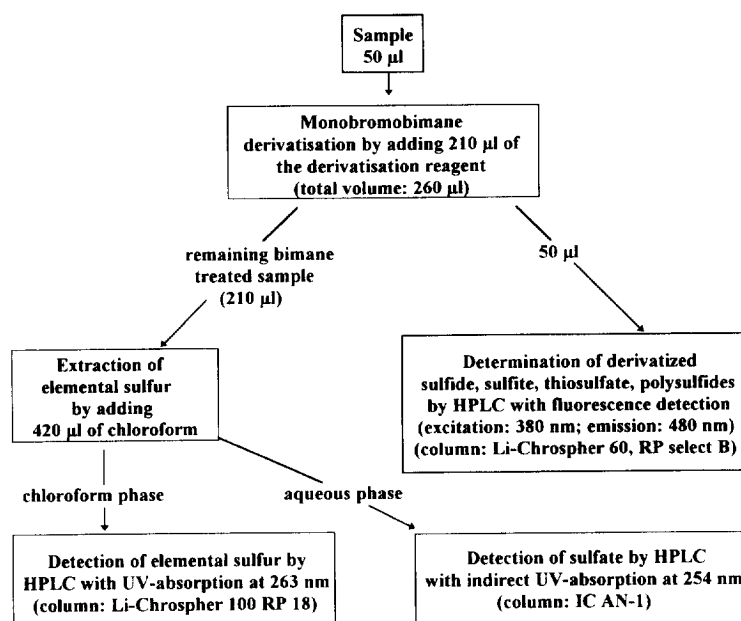 Sample
50 µl
Monobromobimane
derivatisation by adding 210 µl of
the derivatisation reagent
(total volume: 260 µl)
remaining bimane
treated sample
(210 µl)
50 µl
Extraction of
elemental sulfur
by adding
420 µl of chloroform
Determination of derivatized
sulfide, sulfite, thiosulfate, polysulfides
by HPLC with fluorescence detection
(excitation: 380 nm; emission: 480 nm)
(column: Li-Chrospher 60, RP select B)
chloroform phase
aqueous phase
Detection of elemental sulfur by
HPLC with UV-absorption at 263 nm
(column: Li-Chrospher 100 RP 18)
Detection of sulfate by HPLC
with indirect UV-absorption at 254 nm
(column: IC AN-1)